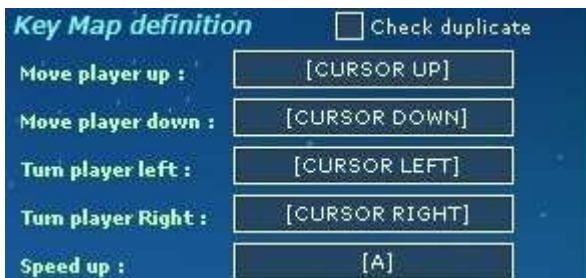 Key Map definition Check duplicate
Move player up : [CURSOR UP]
Move player down : [CURSOR DOWN]
Turn player left : [CURSOR LEFT]
Turn player Right : [CURSOR RIGHT]
Speed up : [A]